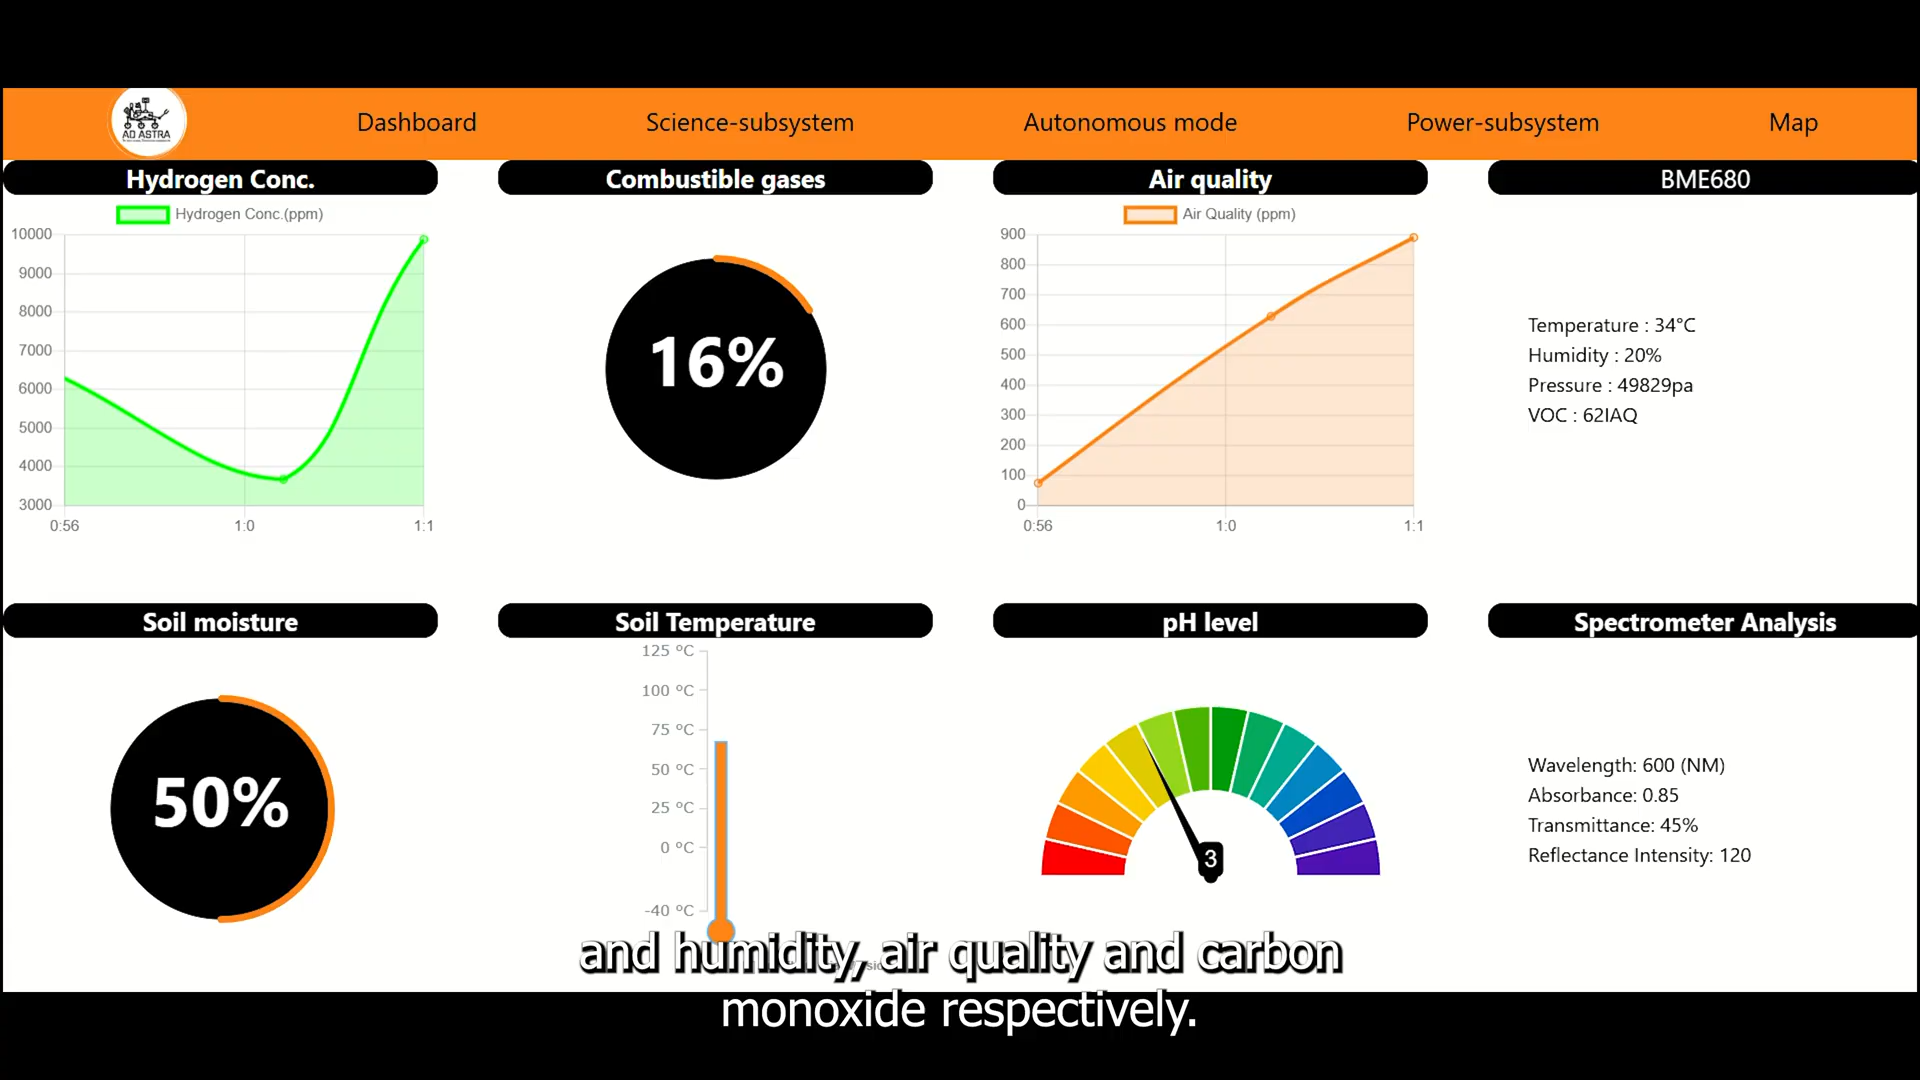 AD ASTRA
Dashboard
Science-subsystem
Autonomous mode
Power-subsystem
Map
Hydrogen Conc.
Hydrogen Conc.(ppm)
10000
9000
8000
7000
6000
5000
4000
3000
0:56 1:0 1:1
Combustible gases
16%
Air quality
Air Quality (ppm)
900
800
700
600
500
400
300
200
100
0
0:56 1:0 1:1
BME680
Temperature : 34°C
Humidity : 20%
Pressure : 49829pa
VOC : 62IAQ
Soil moisture
50%
Soil Temperature
125 °C
100 °C
75 °C
50 °C
25 °C
0 °C
-40 °C
pH level
3
Spectrometer Analysis
Wavelength: 600 (NM)
Absorbance: 0.85
Transmittance: 45%
Reflectance Intensity: 120
and humidity, air quality and carbon
monoxide respectively.